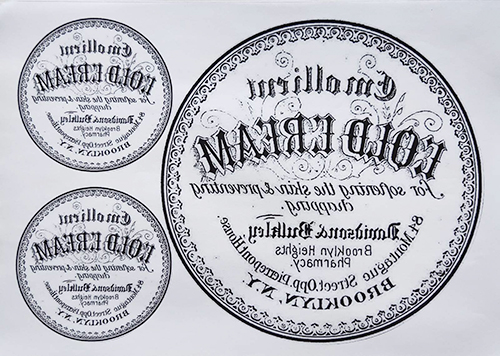 Emollient
COLD CREAM
For softening the skin & preventing
chapping.
Davidson & Bulkley
Brooklyn Heights
Pharmacy.
84 Montague Street Opp. Pierrepont House.
BROOKLYN, N.Y.
Emollient
COLD CREAM
For softening the skin & preventing
chapping.
Davidson & Bulkley
Brooklyn Heights
Pharmacy.
84 Montague Street Opp. Pierrepont House.
BROOKLYN, N.Y.
Emollient
COLD CREAM
For softening the skin & preventing
chapping.
Davidson & Bulkley
Brooklyn Heights
Pharmacy.
84 Montague Street Opp. Pierrepont House.
BROOKLYN, N.Y.